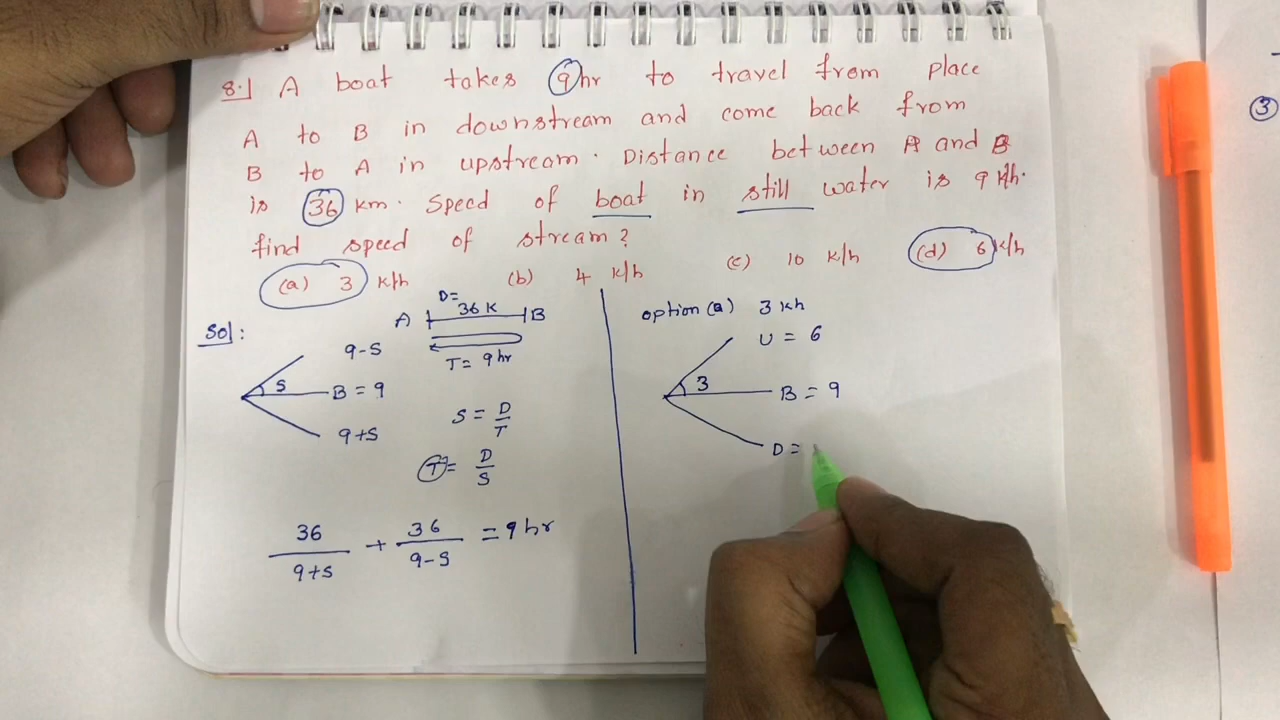 8.1 A boat takes 9hr to travel from place
A to B in downstream and come back from
B to A in upstream. Distance between A and B
is 36 km. Speed of boat in still water is 9 k/h.
find speed of stream?
(a) 3 k/h (b) 4 k/h (c) 10 k/h (d) 6 k/h
Sol:
D=
A 36 K B
T = 9 hr
9-S
S
B = 9
9+S
S = D/T
T = D/S
36/9+S + 36/9-S = 9 hr
option (a) 3 kh
U = 6
3
B = 9
D =
3